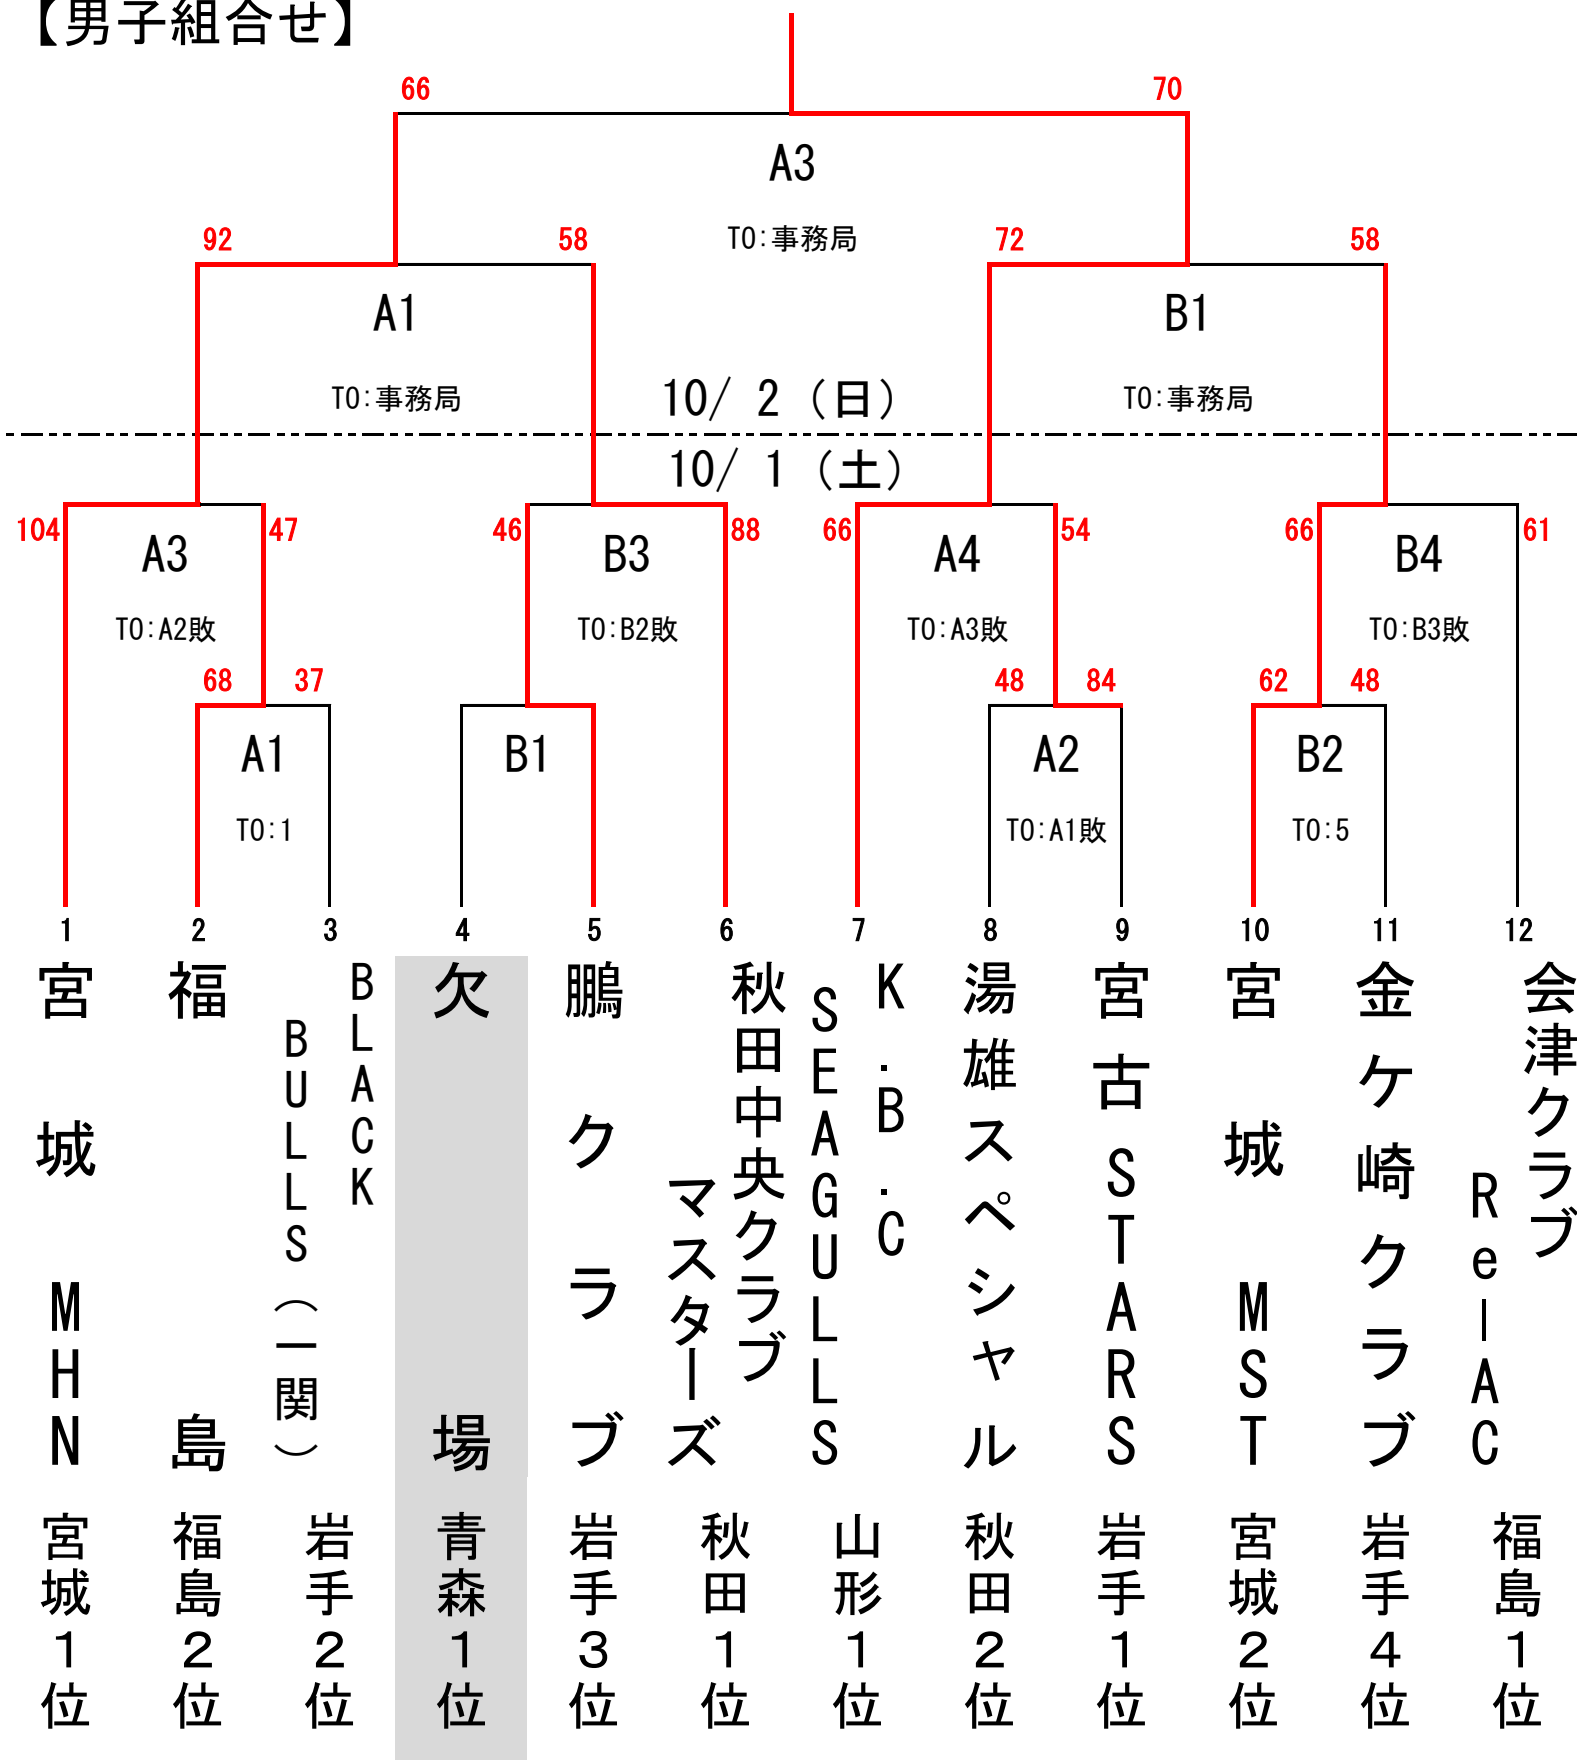 【男子組合せ】
66 70
A3
TO:事務局
92 58 72 58
A1 B1
TO:事務局 TO:事務局
10/ 2 (日)
10/ 1 (土)
104 47 46 88 66 54 66 61
A3 B3 A4 B4
TO:A2敗 TO:B2敗 TO:A3敗 TO:B3敗
68 37 48 84 62 48
A1 B1 A2 B2
TO:1 TO:A1敗 TO:5
1 2 3 4 5 6 7 8 9 10 11 12
宮城 MHN
福島
BLACK
BULLS(一関)
欠場
鵬クラブ
秋田中央クラブ
マスターズ
K.B.C
SEAGULLS
湯雄スペシャル
宮古STARS
宮城 MST
金ケ崎クラブ
会津クラブ
Re-AC
宮城1位
福島2位
岩手2位
青森1位
岩手3位
秋田1位
山形1位
秋田2位
岩手1位
宮城2位
岩手4位
福島1位